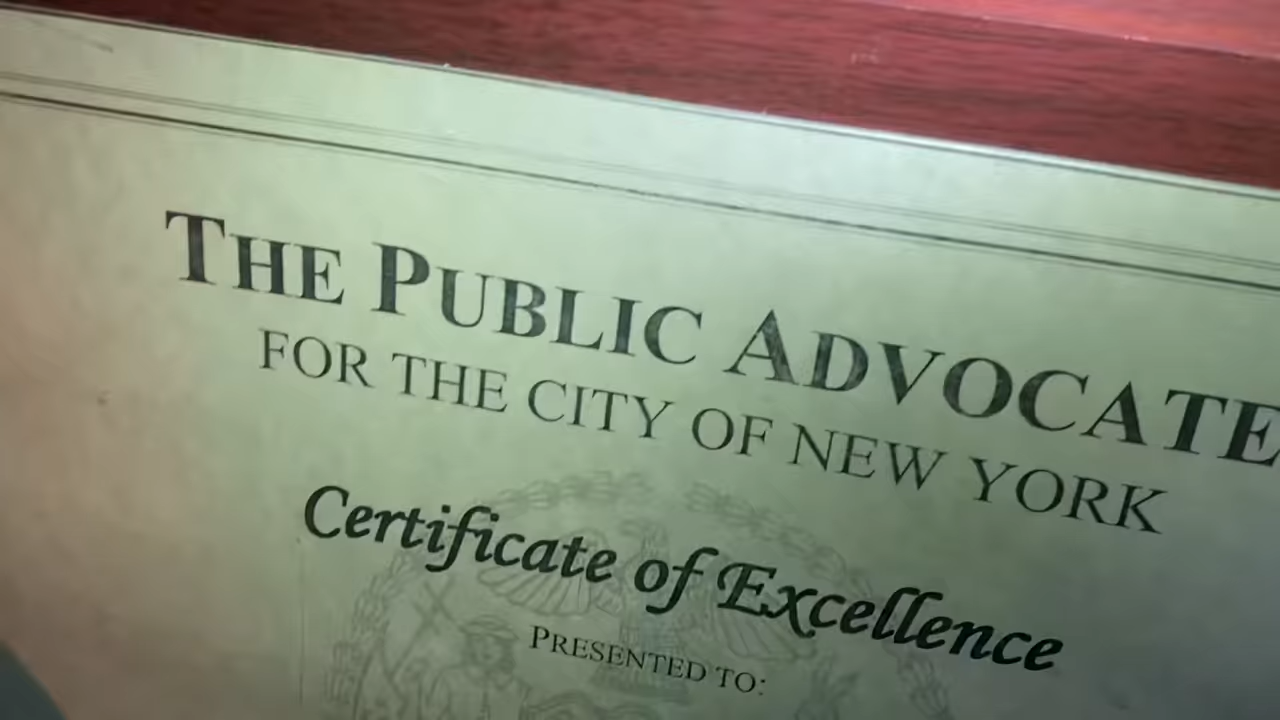 THE PUBLIC ADVOCATE
FOR THE CITY OF NEW YORK
Certificate of Excellence
PRESENTED TO: